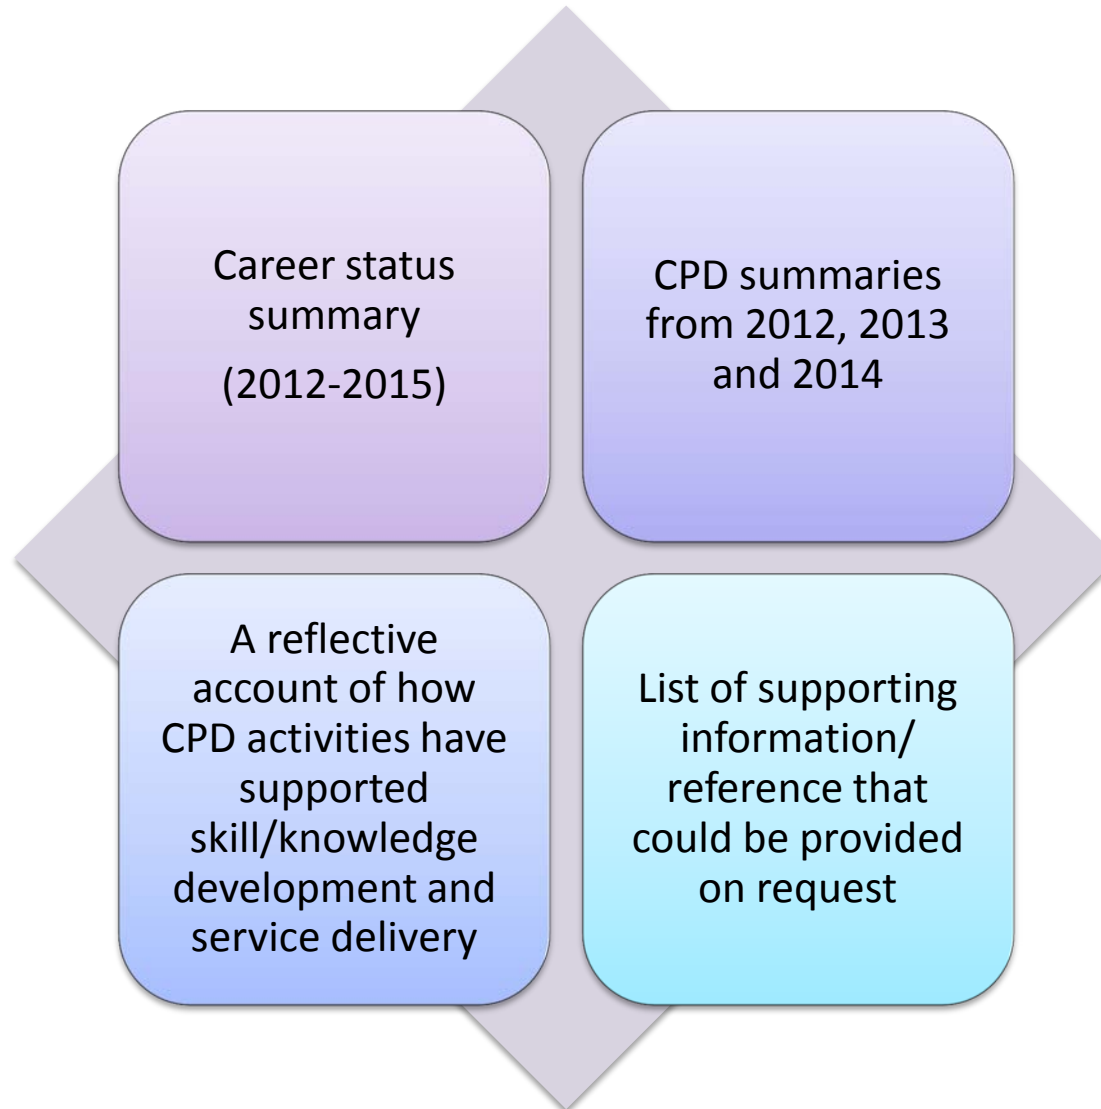 Career status
summary
(2012-2015)
CPD summaries
from 2012, 2013
and 2014
A reflective
account of how
CPD activities have
supported
skill/knowledge
development and
service delivery
List of supporting
information/
reference that
could be provided
on request